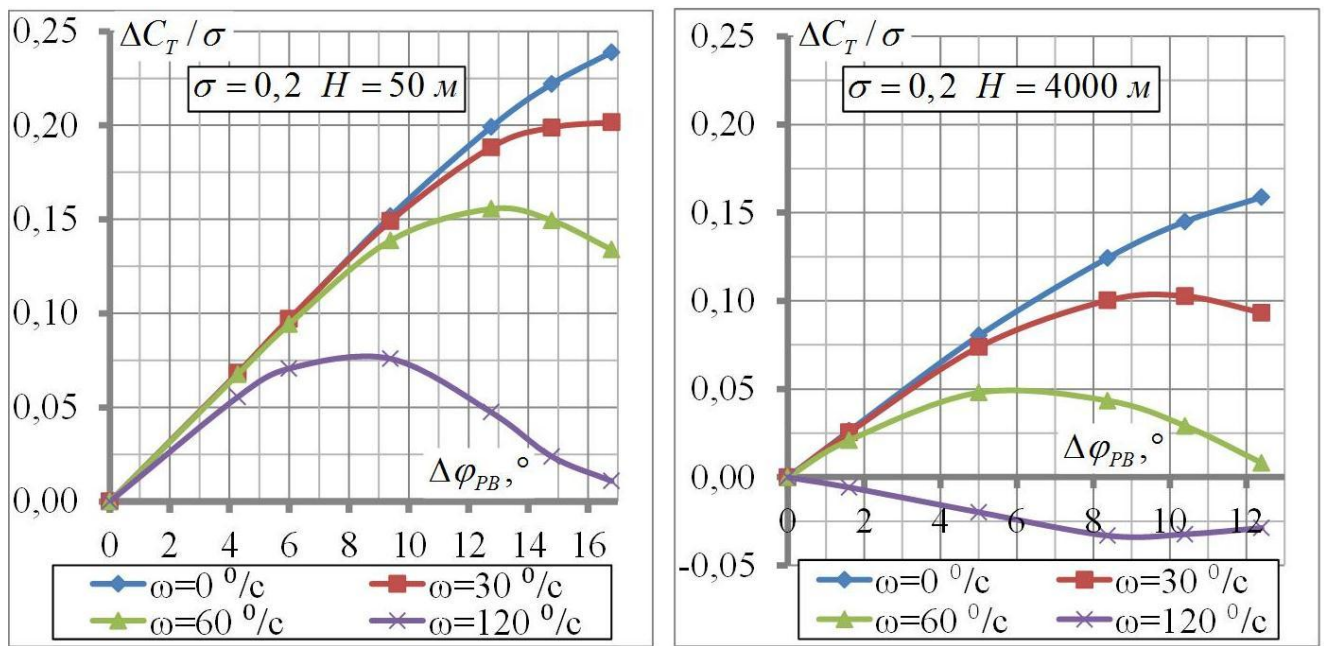 ΔC_T / σ
σ = 0,2 H = 50 м
0,25
0,20
0,15
0,10
0,05
0,00
Δφ_PB, °
0 2 4 6 8 10 12 14 16
ω=0 ⁰/с ω=30 ⁰/с
ω=60 ⁰/с ω=120 ⁰/с
ΔC_T / σ
σ = 0,2 H = 4000 м
0,25
0,20
0,15
0,10
0,05
0,00
-0,05
Δφ_PB, °
0 2 4 6 8 10 12
ω=0 ⁰/с ω=30 ⁰/с
ω=60 ⁰/с ω=120 ⁰/с